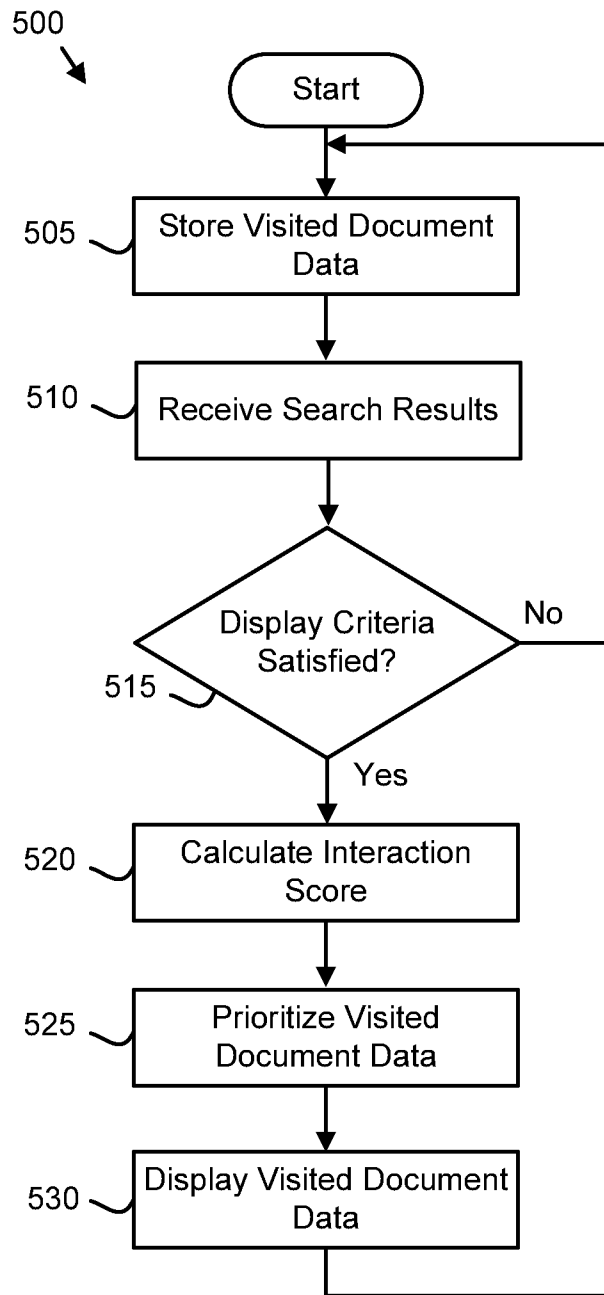 500
Start
505
Store Visited Document
Data
510
Receive Search Results
Display Criteria
Satisfied?
No
515
Yes
520
Calculate Interaction
Score
525
Prioritize Visited
Document Data
530
Display Visited Document
Data